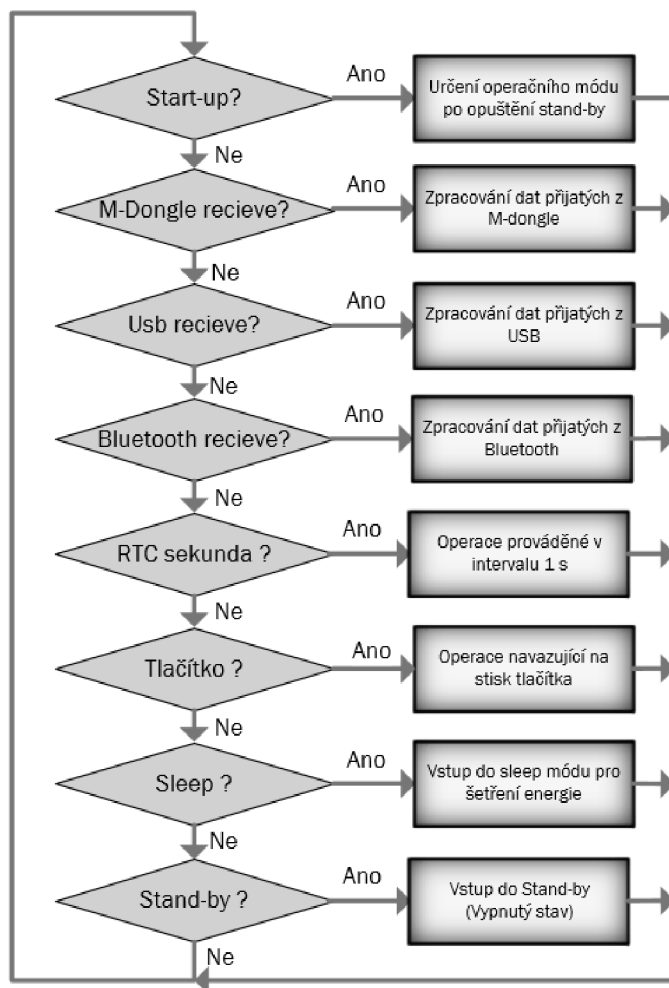 Start-up?
Ano
Určení operačního módu
po opuštění stand-by
Ne
M-Dongle recieve?
Ano
Zpracování dat přijatých z
M-dongle
Ne
Usb recieve?
Ano
Zpracování dat přijatých z
USB
Ne
Bluetooth recieve?
Ano
Zpracování dat přijatých z
Bluetooth
Ne
RTC sekunda ?
Ano
Operace prováděné v
intervalu 1 s
Ne
Tlačítko ?
Ano
Operace navazující na
stisk tlačítka
Ne
Sleep ?
Ano
Vstup do sleep módu pro
šetření energie
Ne
Stand-by ?
Ano
Vstup do Stand-by
(Vypnutý stav)
Ne